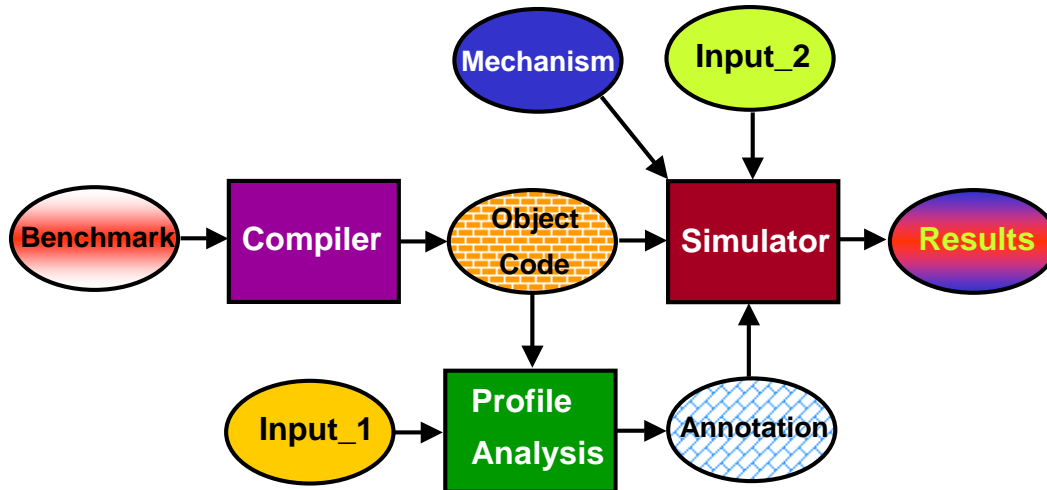 Mechanism
Input_2
Benchmark
Compiler
Object
Code
Simulator
Results
Input_1
Profile
Analysis
Annotation